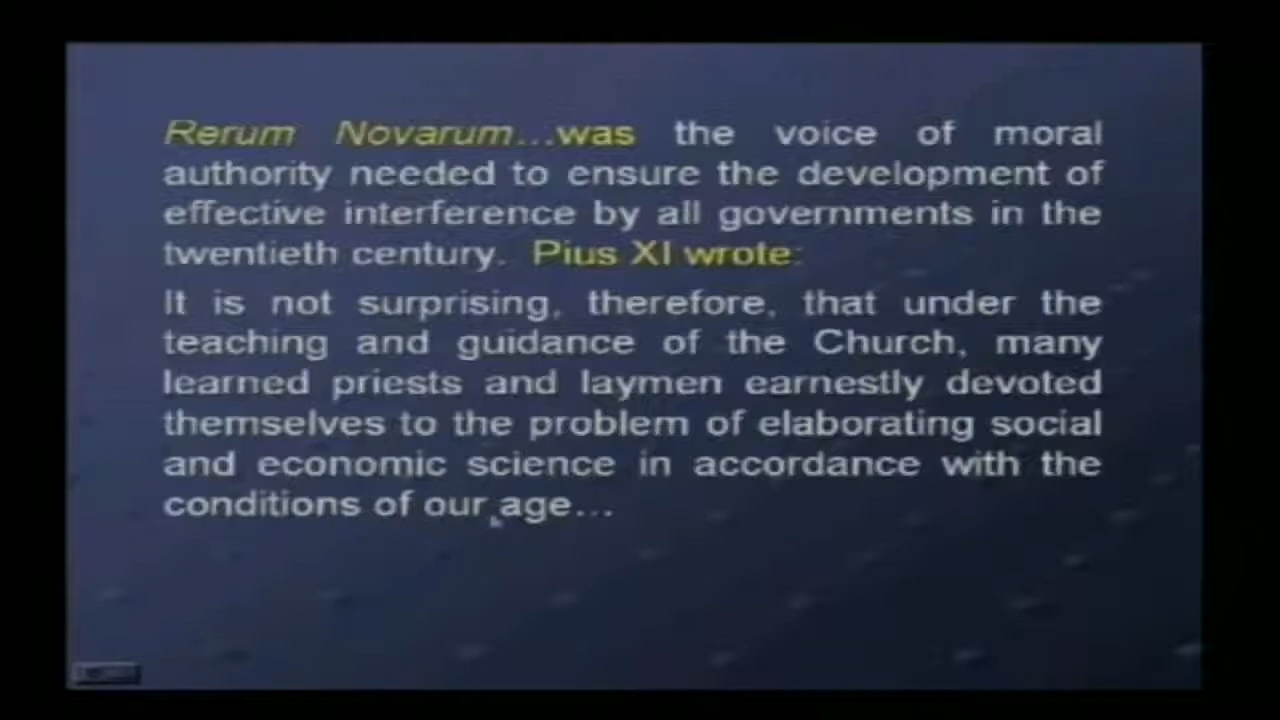 Rerum Novarum...was the voice of moral
authority needed to ensure the development of
effective interference by all governments in the
twentieth century. Pius XI wrote:
It is not surprising, therefore, that under the
teaching and guidance of the Church, many
learned priests and laymen earnestly devoted
themselves to the problem of elaborating social
and economic science in accordance with the
conditions of our age...